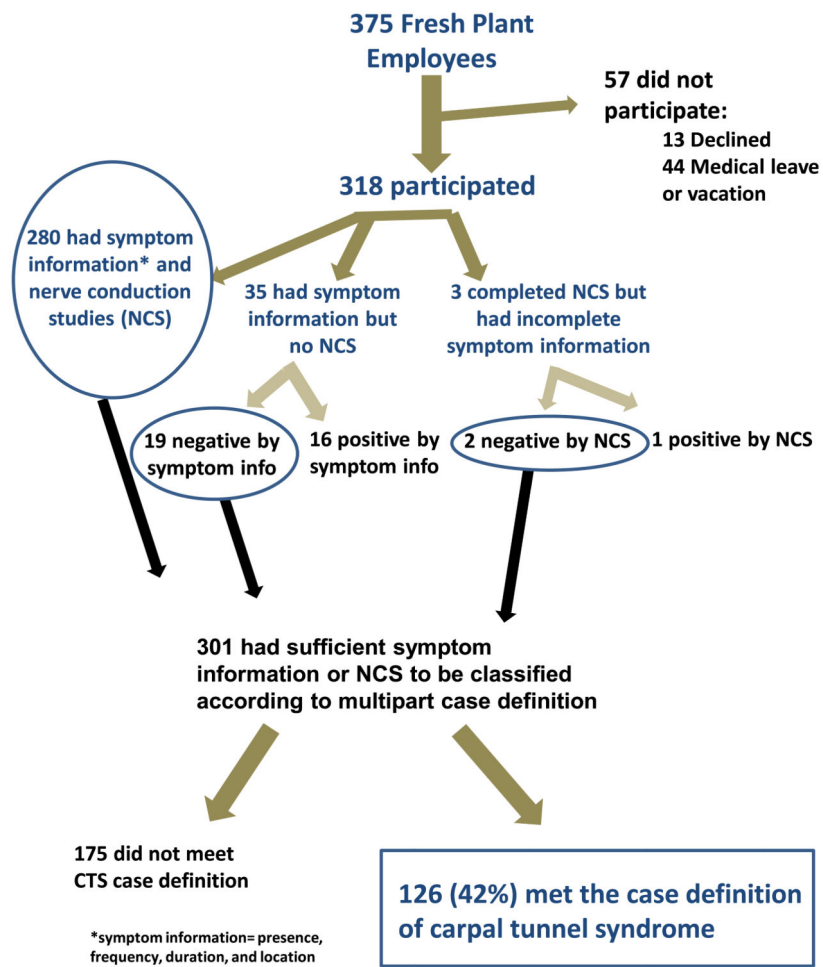 375 Fresh Plant
Employees
57 did not
participate:
13 Declined
44 Medical leave
or vacation
318 participated
280 had symptom
information* and
nerve conduction
studies (NCS)
35 had symptom
information but
no NCS
3 completed NCS but
had incomplete
symptom information
19 negative by
symptom info
16 positive by
symptom info
2 negative by NCS
1 positive by NCS
301 had sufficient symptom
information or NCS to be classified
according to multipart case definition
175 did not meet
CTS case definition
126 (42%) met the case definition
of carpal tunnel syndrome
*symptom information= presence,
frequency, duration, and location